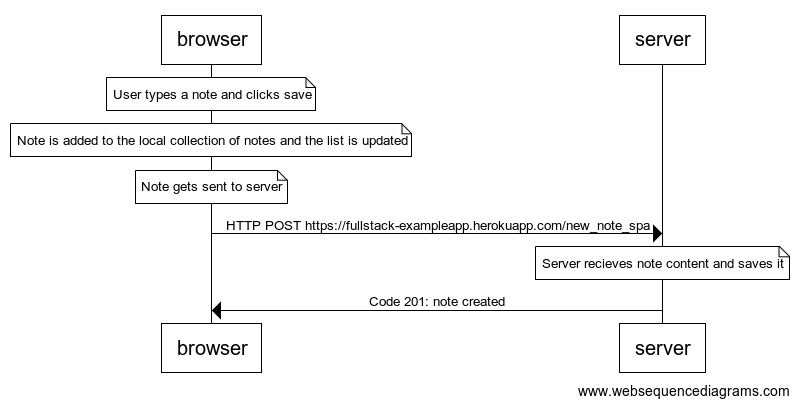 browser server
User types a note and clicks save
Note is added to the local collection of notes and the list is updated
Note gets sent to server
HTTP POST https://fullstack-exampleapp.herokuapp.com/new_note_spa
Server recieves note content and saves it
Code 201: note created
browser server
www.websequencediagrams.com